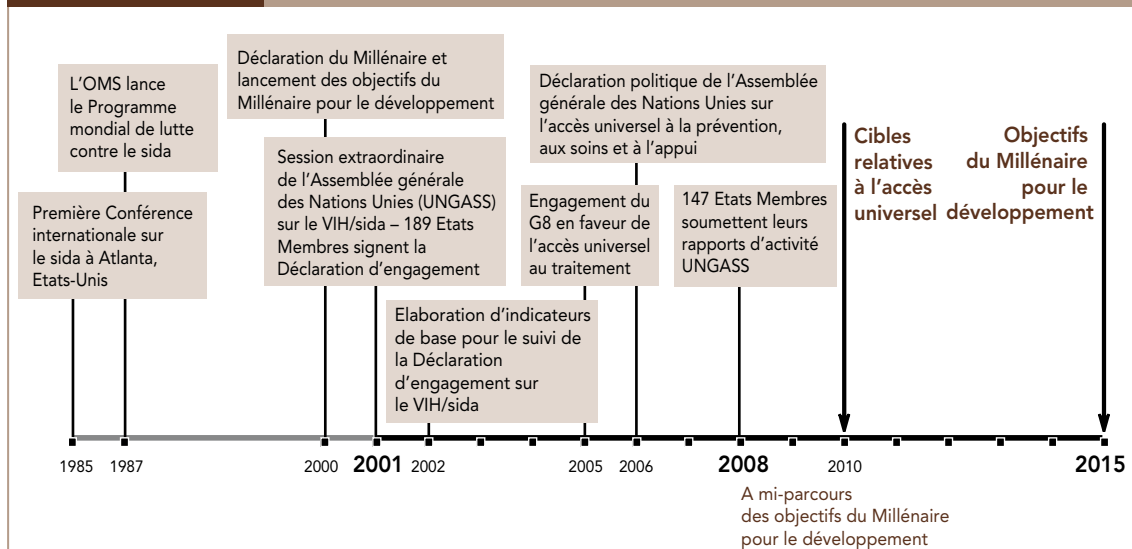 L'OMS lance
le Programme
mondial de lutte
contre le sida
Première Conférence
internationale sur
le sida à Atlanta,
Etats-Unis
Déclaration du Millénaire et
lancement des objectifs du
Millénaire pour le développement
Session extraordinaire
de l'Assemblée générale
des Nations Unies (UNGASS)
sur le VIH/sida – 189 Etats
Membres signent la
Déclaration d'engagement
Elaboration d'indicateurs
de base pour le suivi de
la Déclaration
d'engagement sur
le VIH/sida
Déclaration politique de l'Assemblée
générale des Nations Unies sur
l'accès universel à la prévention,
aux soins et à l'appui
Engagement du
G8 en faveur de
l'accès universel
au traitement
147 Etats Membres
soumettent leurs
rapports d'activité
UNGASS
Cibles
relatives
à l'accès
universel
Objectifs
du Millénaire
pour le
développement
1985 1987 2000 2001 2002 2005 2006 2008 2010 2015
A mi-parcours
des objectifs du Millénaire
pour le développement